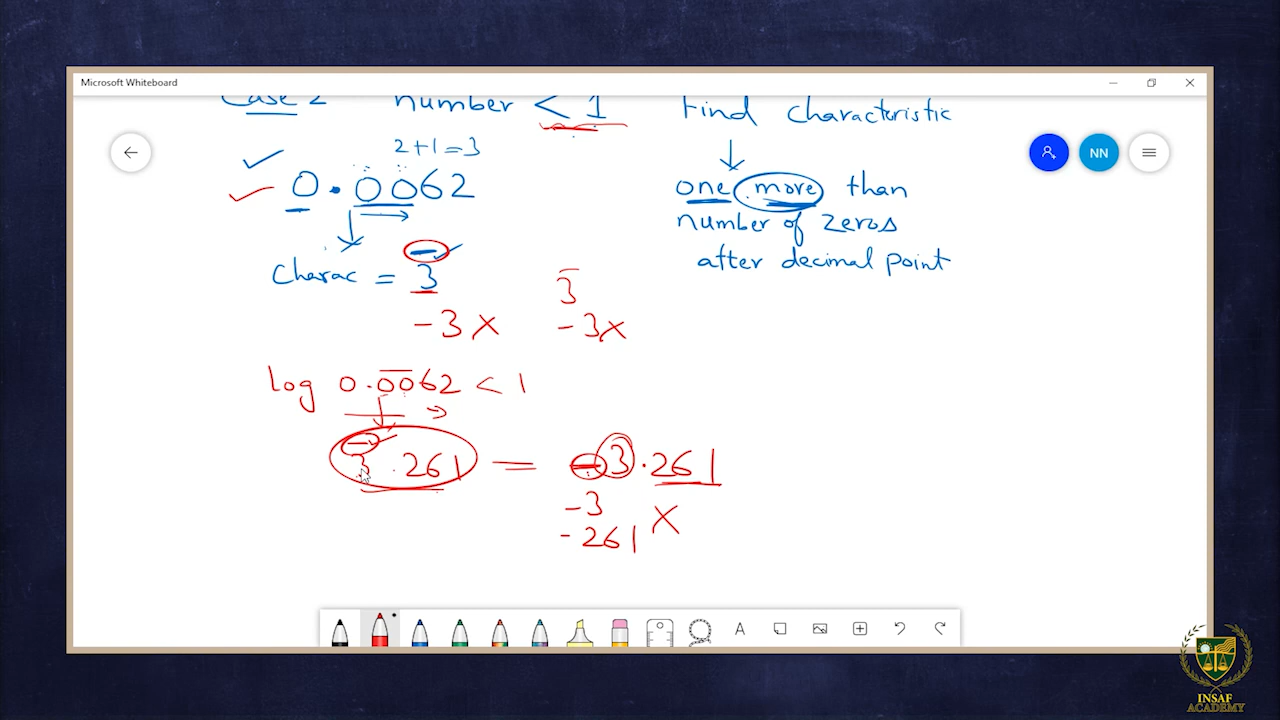 Microsoft Whiteboard
Case 2 number < 1 Find characteristic
2+1=3
0.0062
one more than
number of zeros
after decimal point
Charac = 3̅
3̅
-3 x -3x
log 0.0062 < 1
3̅.261 = -3.261
-3
-261 X
NN
A
INSAF
ACADEMY